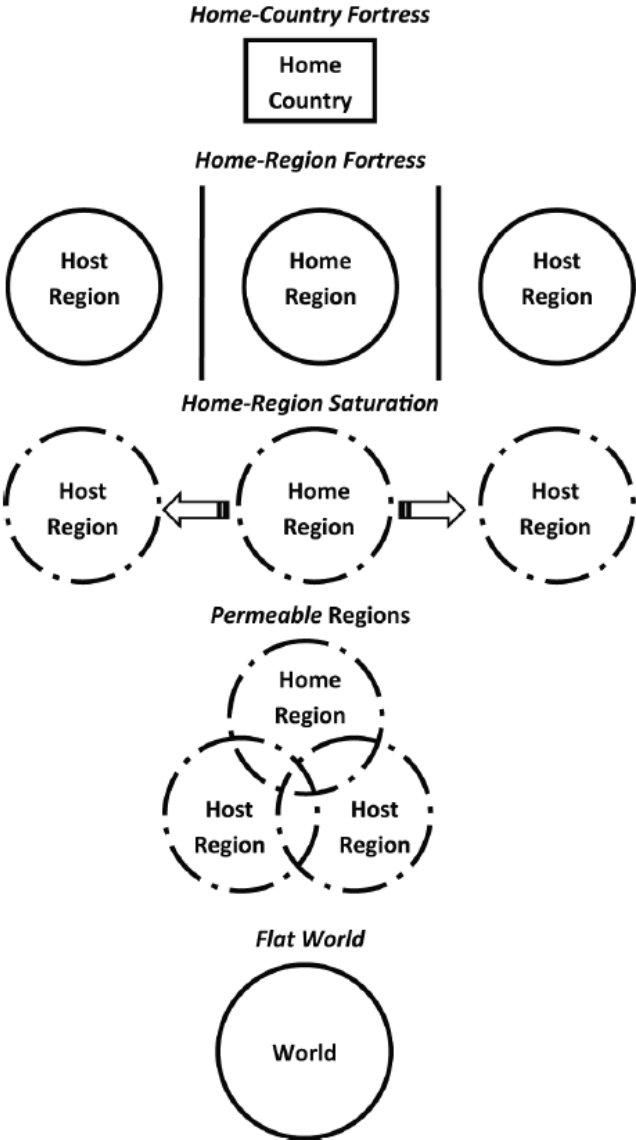 Home-Country Fortress
Home
Country
Home-Region Fortress
Host
Region
Home
Region
Host
Region
Home-Region Saturation
Host
Region
Home
Region
Host
Region
Permeable Regions
Home
Region
Host
Region
Host
Region
Flat World
World